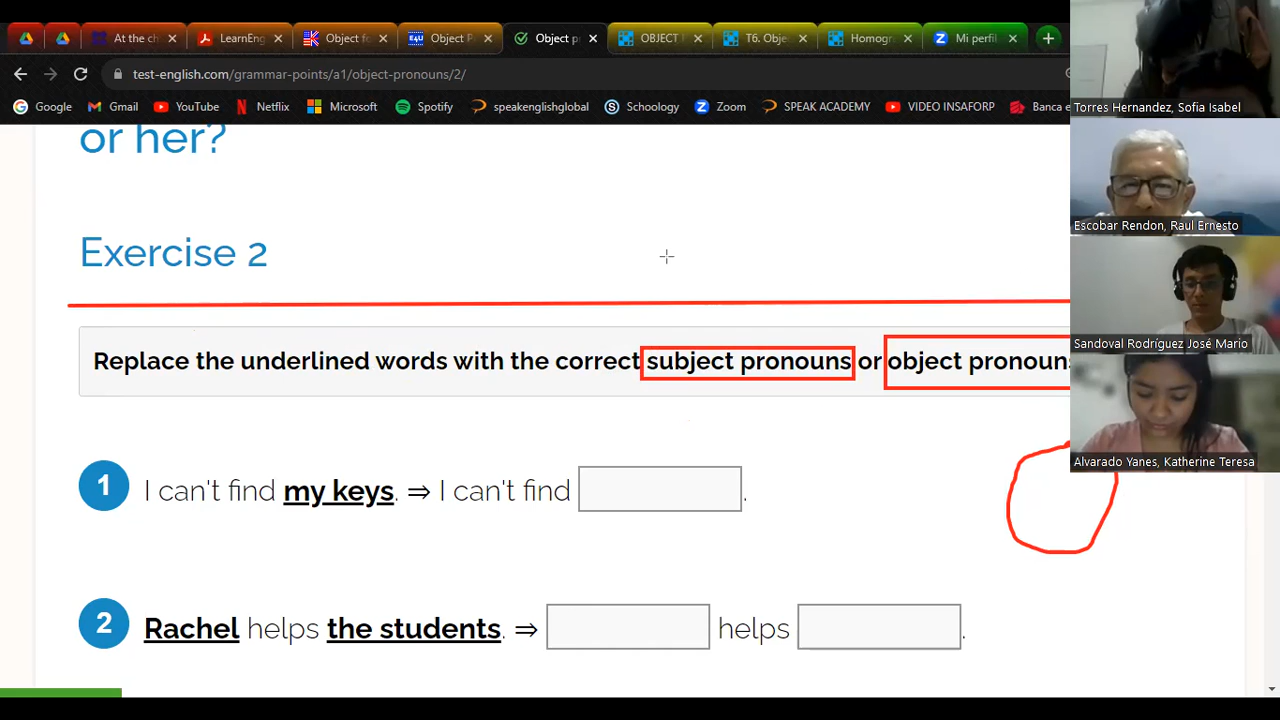 At the ch
LearnEng
Object fo
Object P
Object pr
OBJECT
T6. Obje
Homogr
Mi perfil
test-english.com/grammar-points/a1/object-pronouns/2/
Google Gmail YouTube Netflix Microsoft Spotify speakenglishglobal Schoology Zoom SPEAK ACADEMY VIDEO INSAFORP Banca e
Torres Hernandez, Sofia Isabel
Escobar Rendon, Raul Ernesto
Sandoval Rodríguez José Mario
Alvarado Yanes, Katherine Teresa
or her?
Exercise 2
Replace the underlined words with the correct subject pronouns or object pronouns
1 I can't find my keys. ⇒ I can't find .
2 Rachel helps the students. ⇒ helps .